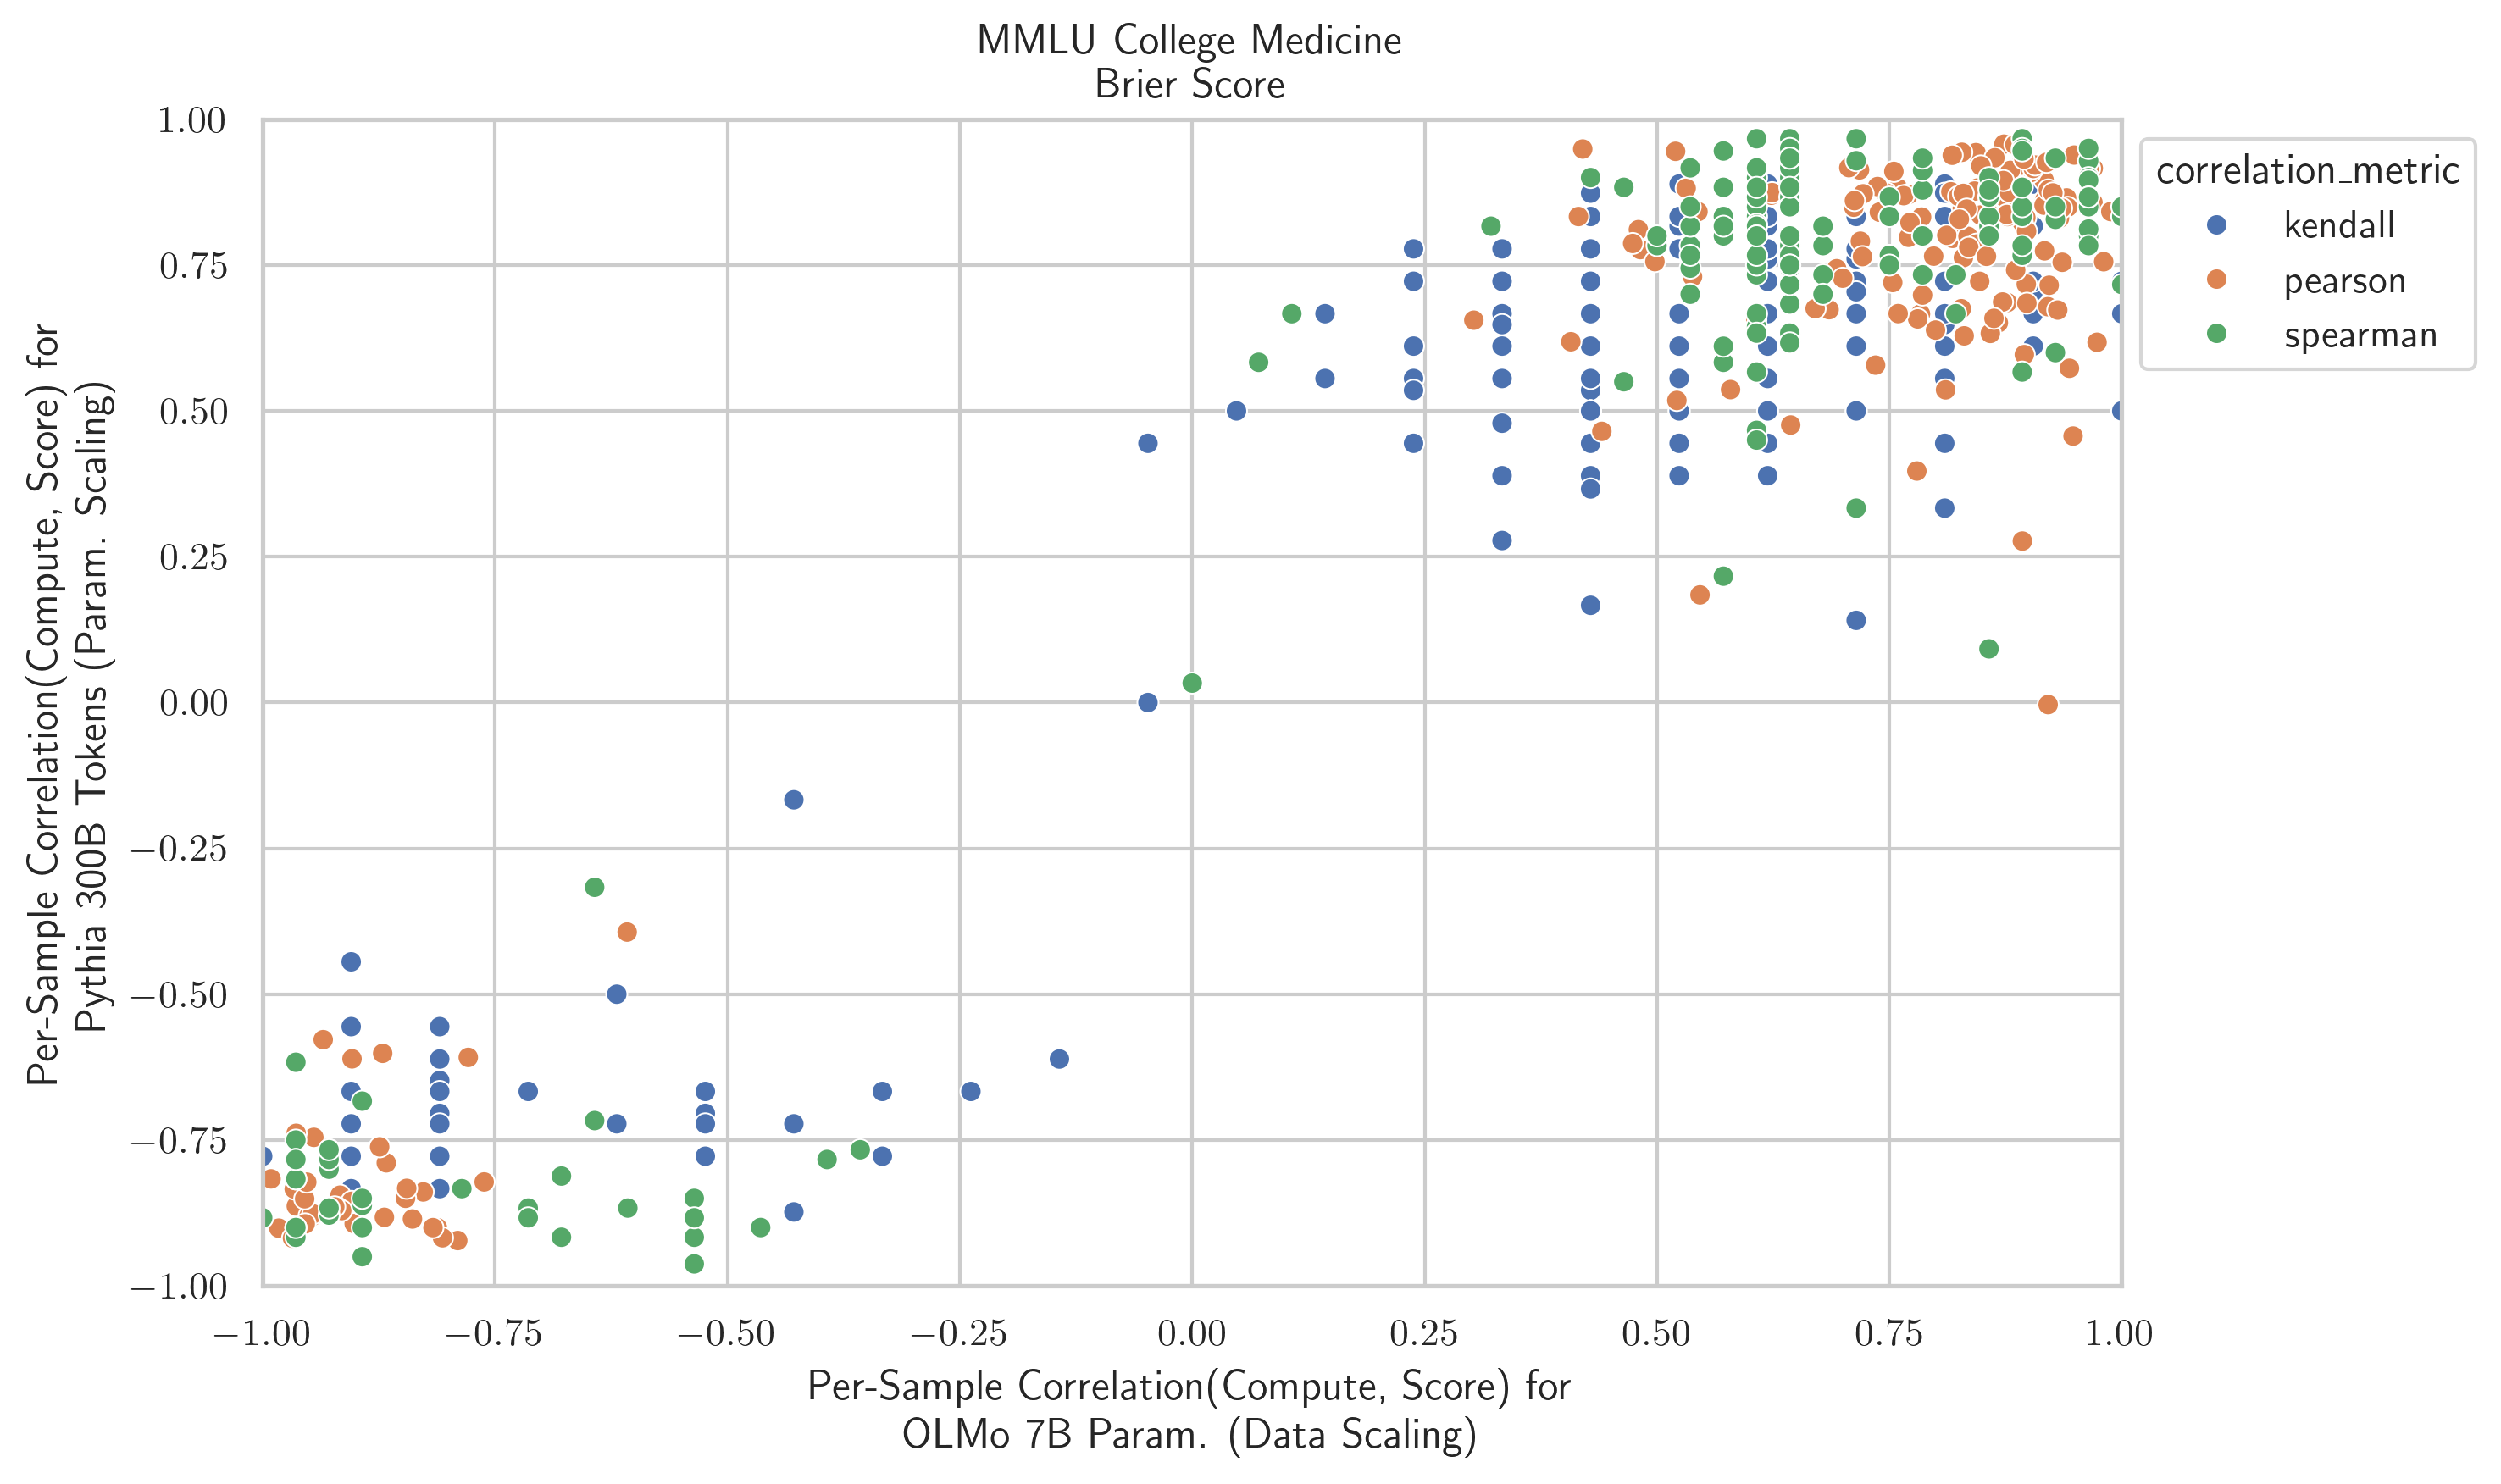 MMLU College Medicine
Brier Score
Per-Sample Correlation(Compute, Score) for
Pythia 300B Tokens (Param. Scaling)
1.00
0.75
0.50
0.25
0.00
−0.25
−0.50
−0.75
−1.00
−1.00
−0.75
−0.50
−0.25
0.00
0.25
0.50
0.75
1.00
Per-Sample Correlation(Compute, Score) for
OLMo 7B Param. (Data Scaling)
correlation_metric
kendall
pearson
spearman